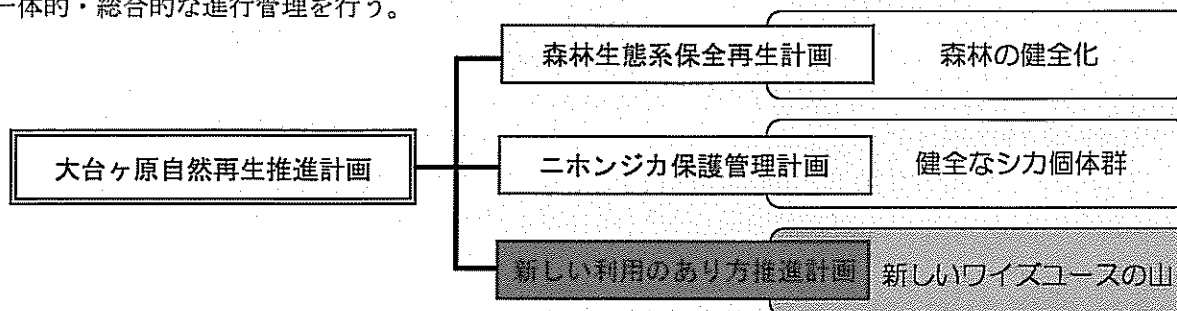 一体的・総合的な進行管理を行う。
森林生態系保全再生計画
森林の健全化
大台ヶ原自然再生推進計画
ニホンジカ保護管理計画
健全なシカ個体群
新しい利用のあり方推進計画
新しいワイズユースの山